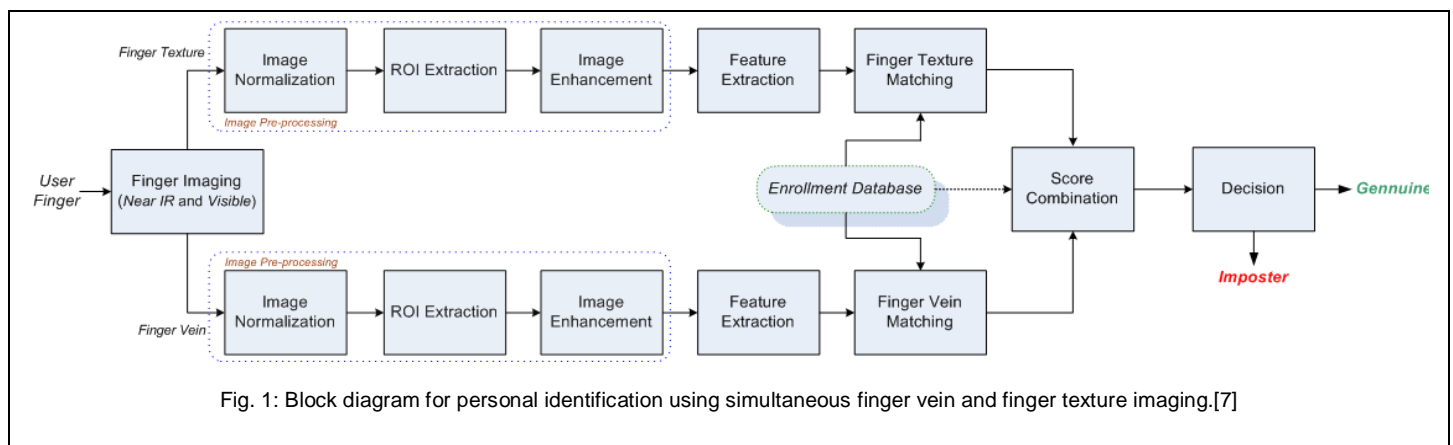 Finger Texture
Image
Normalization
ROI Extraction
Image
Enhancement
Feature
Extraction
Finger Texture
Matching
Image Pre-processing
User
Finger
Finger Imaging
(Near IR and Visible)
Enrollment Database
Score
Combination
Decision
Gennuine
Imposter
Image Pre-processing
Image
Normalization
ROI Extraction
Image
Enhancement
Feature
Extraction
Finger Vein
Matching
Finger Vein
Fig. 1: Block diagram for personal identification using simultaneous finger vein and finger texture imaging.[7]